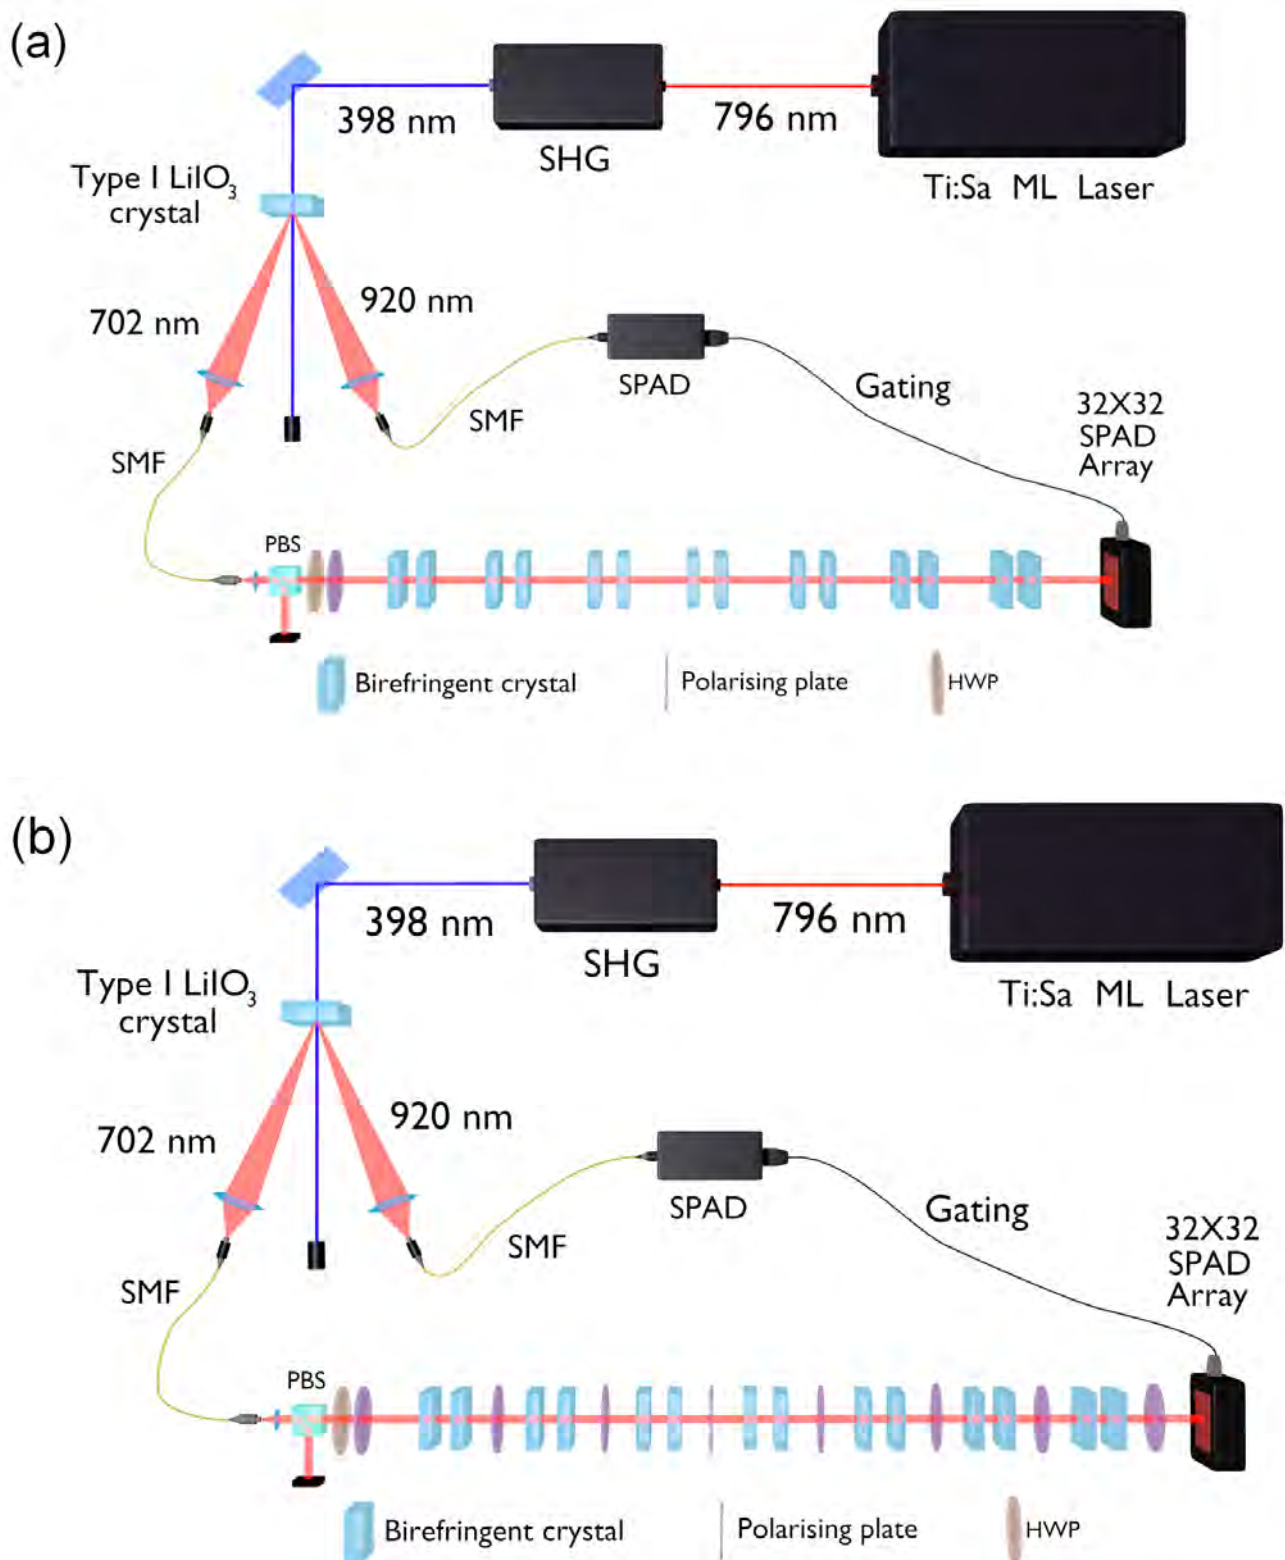 (a)
398 nm
796 nm
SHG
Ti:Sa ML Laser
Type I LiIO₃
crystal
702 nm
920 nm
SPAD
Gating
32X32
SPAD
Array
SMF
SMF
PBS
Birefringent crystal
Polarising plate
HWP
(b)
398 nm
796 nm
SHG
Ti:Sa ML Laser
Type I LiIO₃
crystal
702 nm
920 nm
SPAD
Gating
32X32
SPAD
Array
SMF
SMF
PBS
Birefringent crystal
Polarising plate
HWP